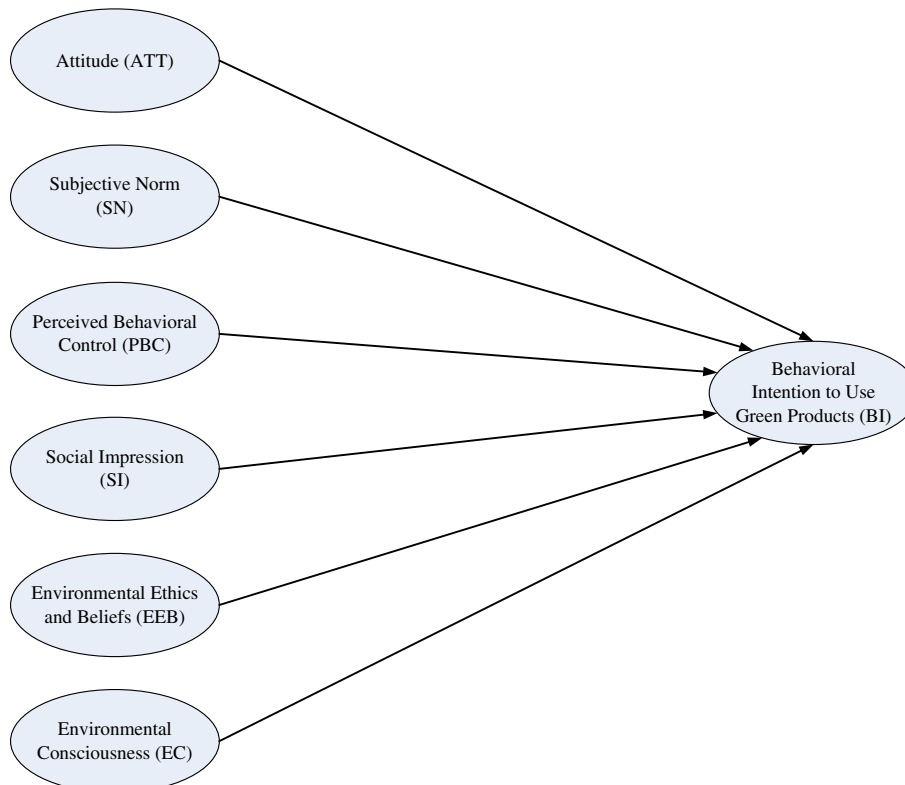 Attitude (ATT)
Subjective Norm
(SN)
Perceived Behavioral
Control (PBC)
Social Impression
(SI)
Environmental Ethics
and Beliefs (EEB)
Environmental
Consciousness (EC)
Behavioral
Intention to Use
Green Products (BI)